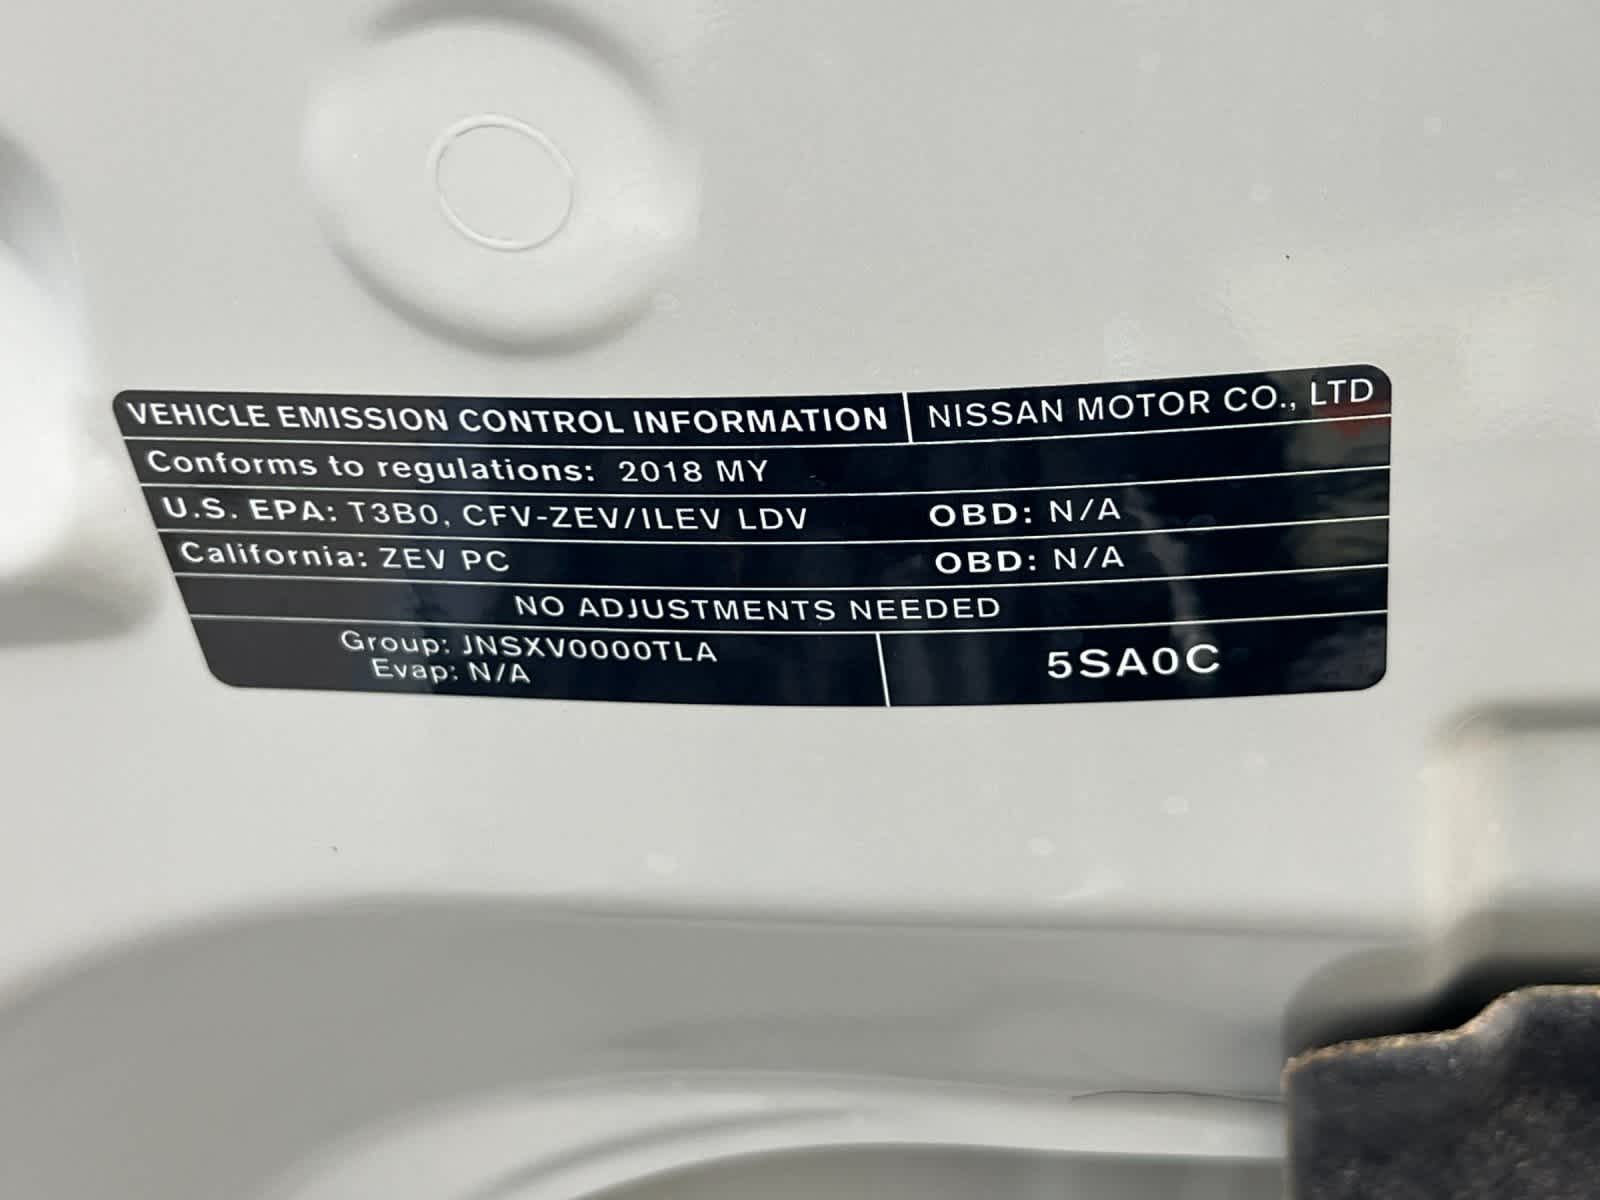 VEHICLE EMISSION CONTROL INFORMATION NISSAN MOTOR CO., LTD
Conforms to regulations: 2018 MY
U.S. EPA: T3B0, CFV-ZEV/ILEV LDV OBD: N/A
California: ZEV PC OBD: N/A
NO ADJUSTMENTS NEEDED
Group: JNSXV0000TLA
Evap: N/A
5SA0C